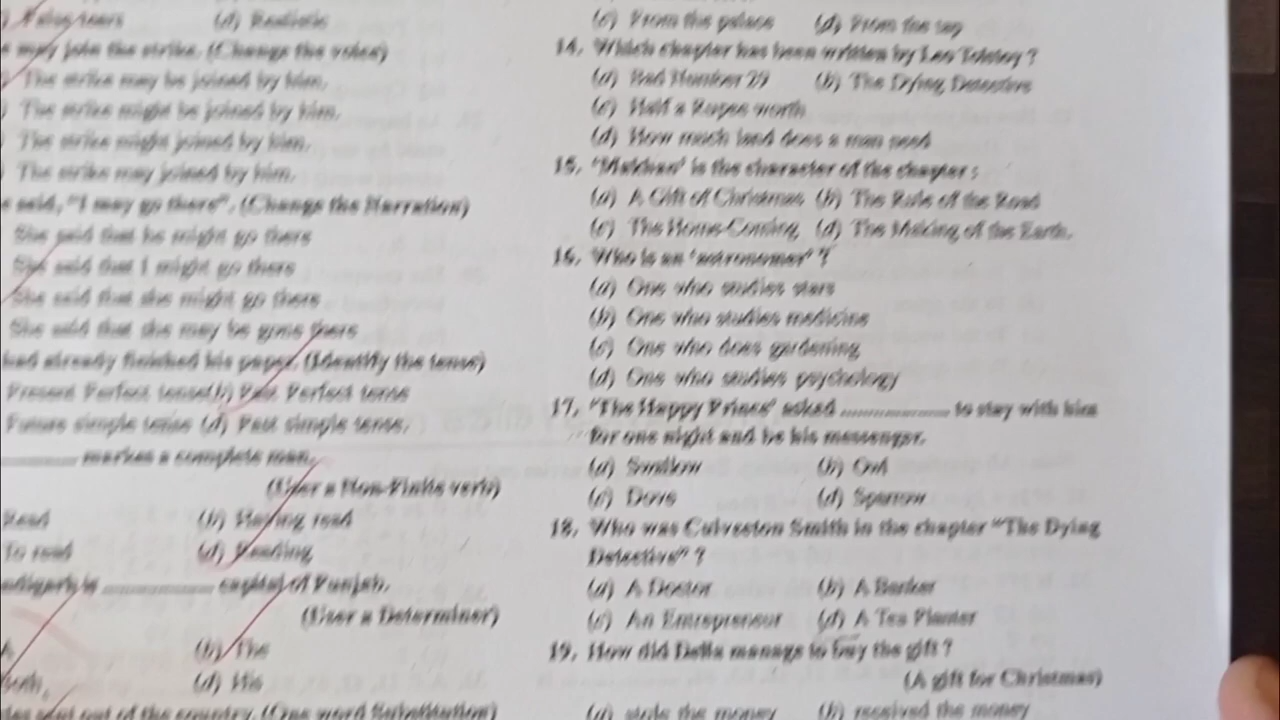 (d) Realistic
may join the strike. (Change the voice)
The strike may be joined by him.
The strike might be joined by him.
The strike might joined by him.
The strike may joined by him.
said, "I may go there". (Change the Narration)
She said that he might go there
She said that I might go there
She said that she might go there
She said that she may be gone there
had already finished his paper. (Identify the tense)
Present Perfect tense(b) Past Perfect tense
Future simple tense (d) Past simple tense.
............... makes a complete man.
(User a Non-Finite verb)
Read (b) Having read
To read (d) Reading
is ............... capital of Punjab.
(User a Determiner)
A (b) The
(d) His
out of the country. (One word Substitution)
(c) From the palace (d)
14. Which chapter has been written by Leo Tolstoy ?
(a) Bed Number 29 (b) The Dying Detective
(c) Half a Rupee worth
(d) How much land does a man need
15. is the character of the chapter :
(a) A Gift of Christmas (b) The Rule of the Road
(c) The Home-Coming (d) The Making of the Earth.
16. Who is an 'astronomer' ?
(a) One who studies stars
(b) One who studies medicine
(c) One who does gardening
(d) One who studies psychology
17. 'The Happy Prince' asked ............... to stay with him
for one night and be his messenger.
(a) Swallow (b) Owl
(c) Dove (d) Sparrow
18. Who was Culverton Smith in the chapter "The Dying
Detective" ?
(a) A Doctor (b) A Banker
(c) An Entrepreneur (d) A Tea Planter
19. How did Della manage to buy the gift ?
(A gift for Christmas)
(a) stole the money (b) received the money